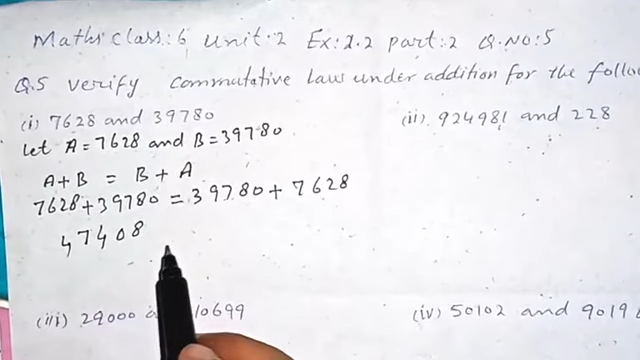 Maths class:6 Unit:2 Ex:2.2 part:2 Q.NO:5
Q.5 verify commutative law under addition for the
(i) 7628 and 39780
(ii) 924981 and 228
Let A=7628 and B=39780
A+B = B+A
7628+39780 = 39780+7628
47408
(iii) 29000 10699
(iv) 50102 and 9019